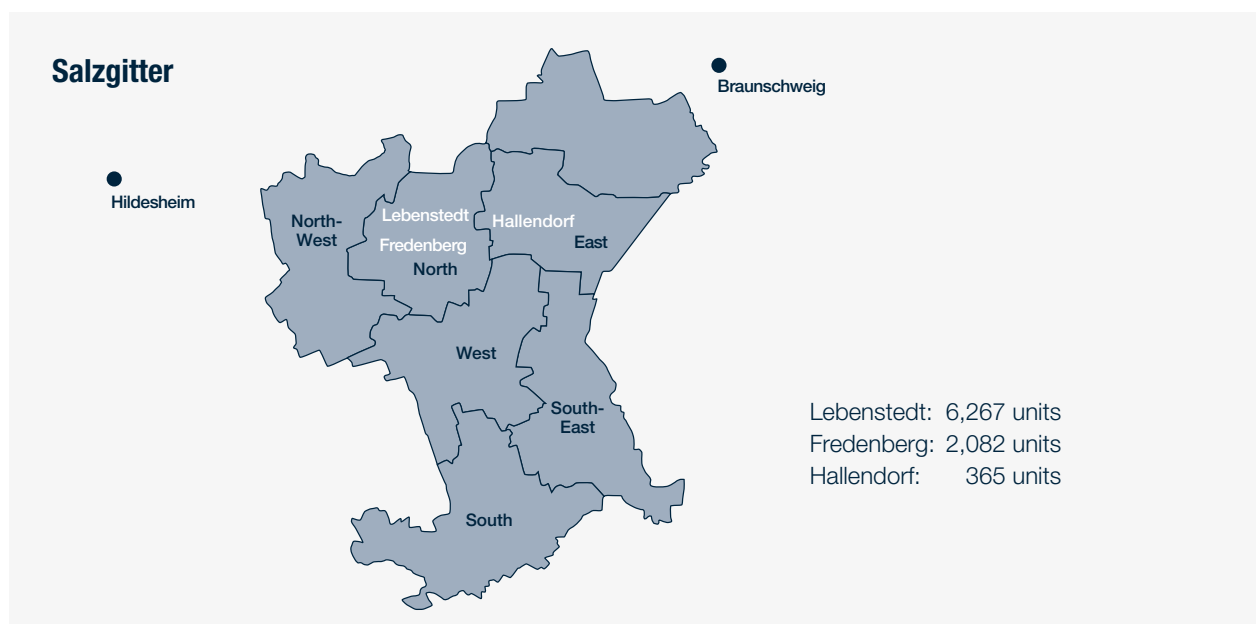 Salzgitter
Braunschweig
Hildesheim
North-
West
Lebenstedt
Fredenberg
North
Hallendorf
East
West
South-
East
South
Lebenstedt: 6,267 units
Fredenberg: 2,082 units
Hallendorf: 365 units